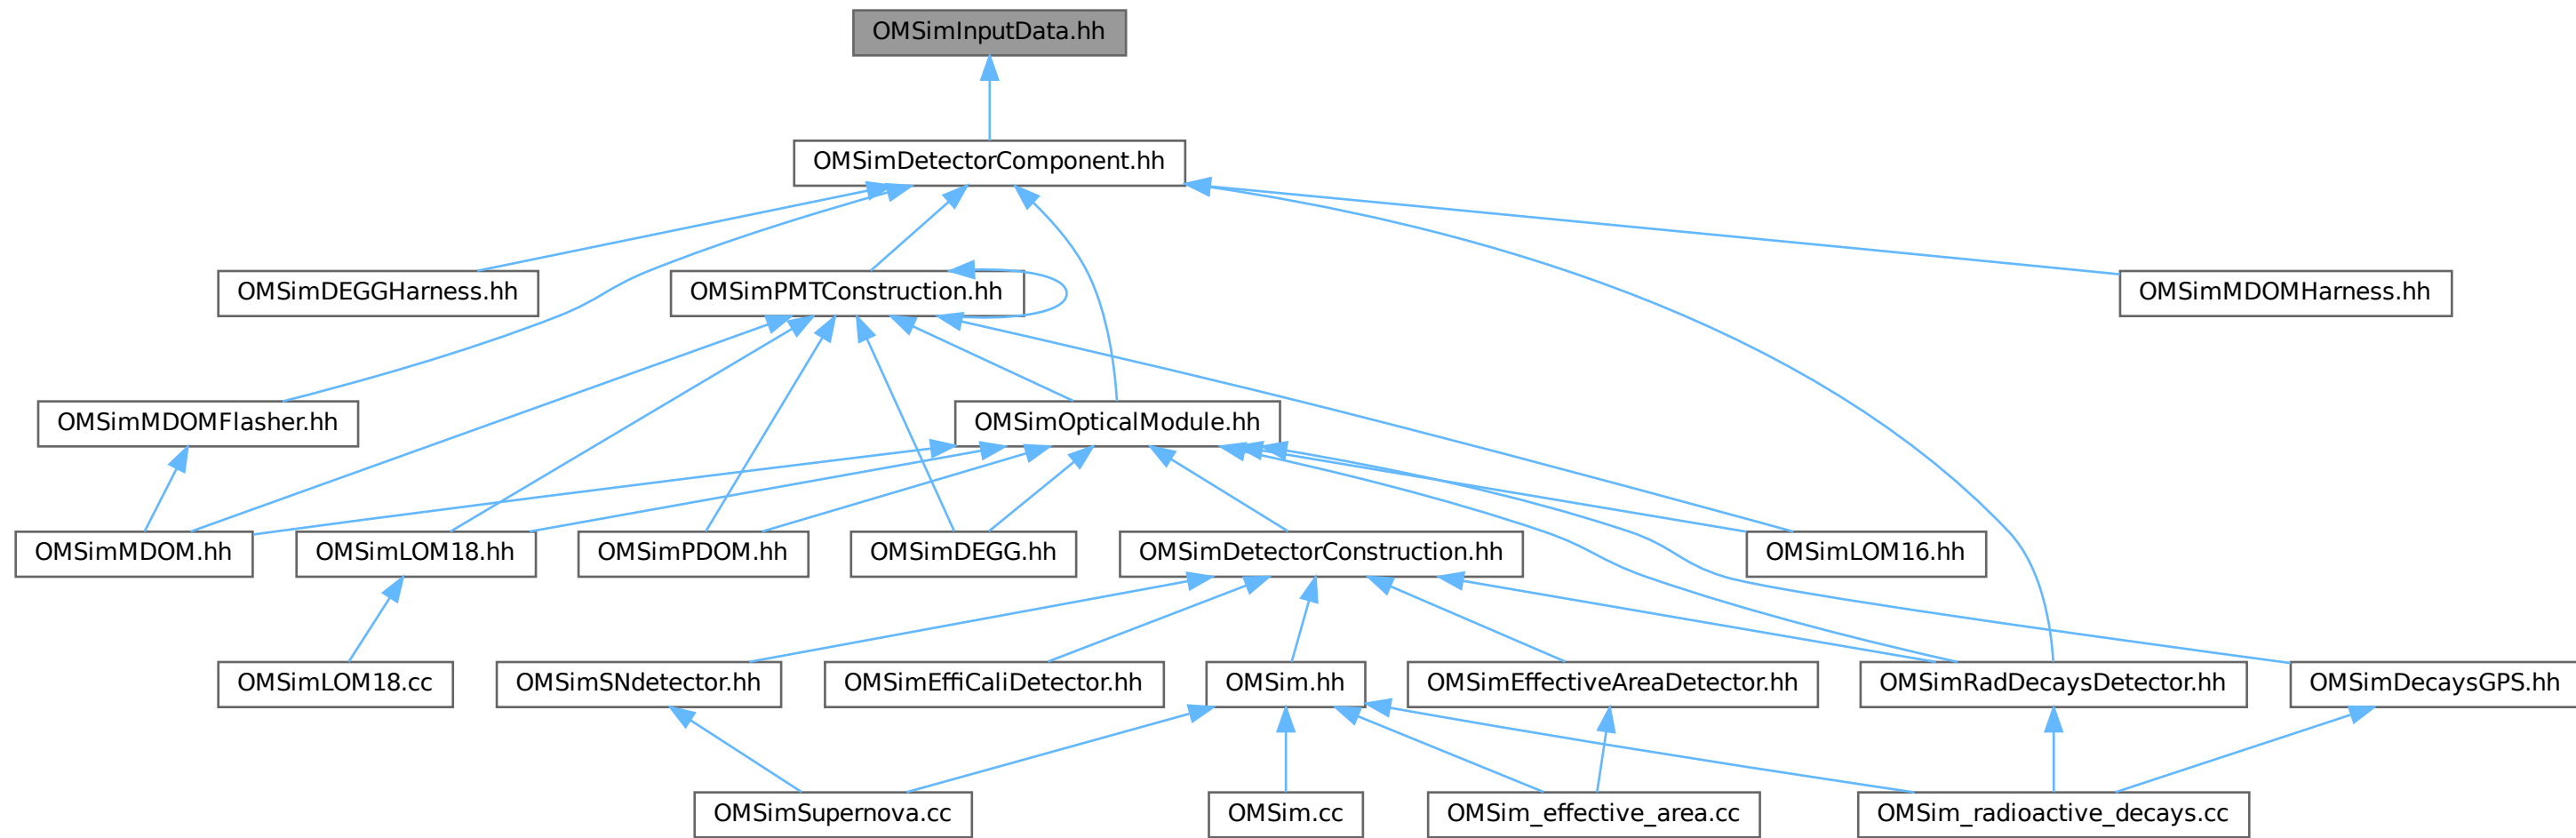 OMSimInputData.hh
OMSimDetectorComponent.hh
OMSimDEGGHarness.hh
OMSimPMTConstruction.hh
OMSimMDOMHarness.hh
OMSimMDOMFlasher.hh
OMSimOpticalModule.hh
OMSimMDOM.hh
OMSimLOM18.hh
OMSimPDOM.hh
OMSimDEGG.hh
OMSimDetectorConstruction.hh
OMSimLOM16.hh
OMSimLOM18.cc
OMSimSNdetector.hh
OMSimEffiCaliDetector.hh
OMSim.hh
OMSimEffectiveAreaDetector.hh
OMSimRadDecaysDetector.hh
OMSimDecaysGPS.hh
OMSimSupernova.cc
OMSim.cc
OMSim_effective_area.cc
OMSim_radioactive_decays.cc